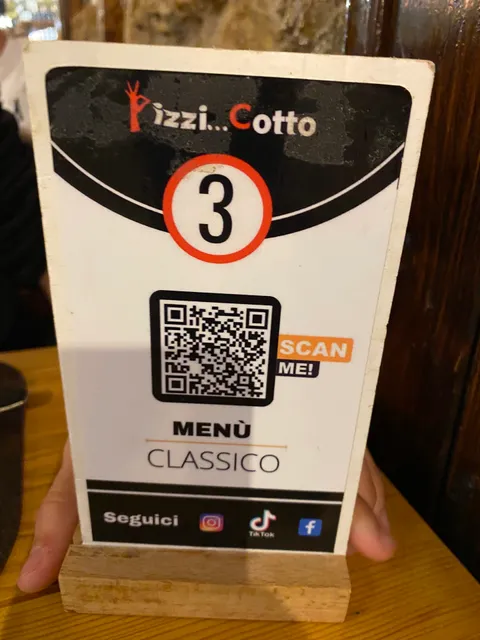 Pizzi...Cotto
3
SCAN
ME!
MENÙ
CLASSICO
Seguici
TikTok